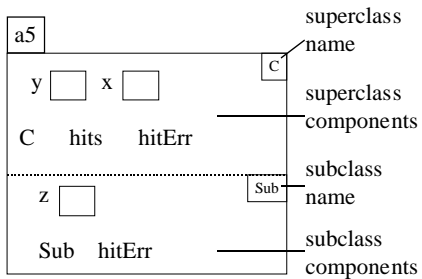 a5
superclass
name
C
y x
superclass
components
C hits hitErr
subclass
name
Sub
z
Sub hitErr
subclass
components